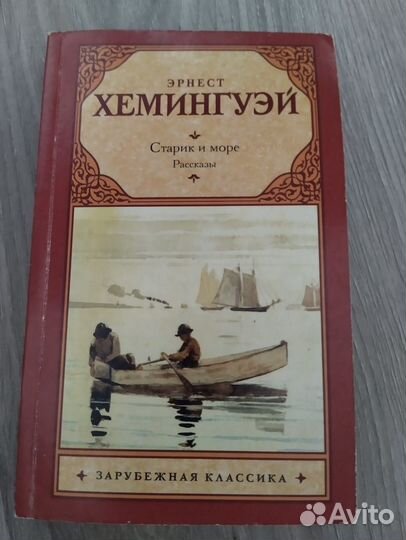 ЭРНЕСТ
ХЕМИНГУЭЙ
Старик и море
Рассказы
ЗАРУБЕЖНАЯ КЛАССИКА
Avito